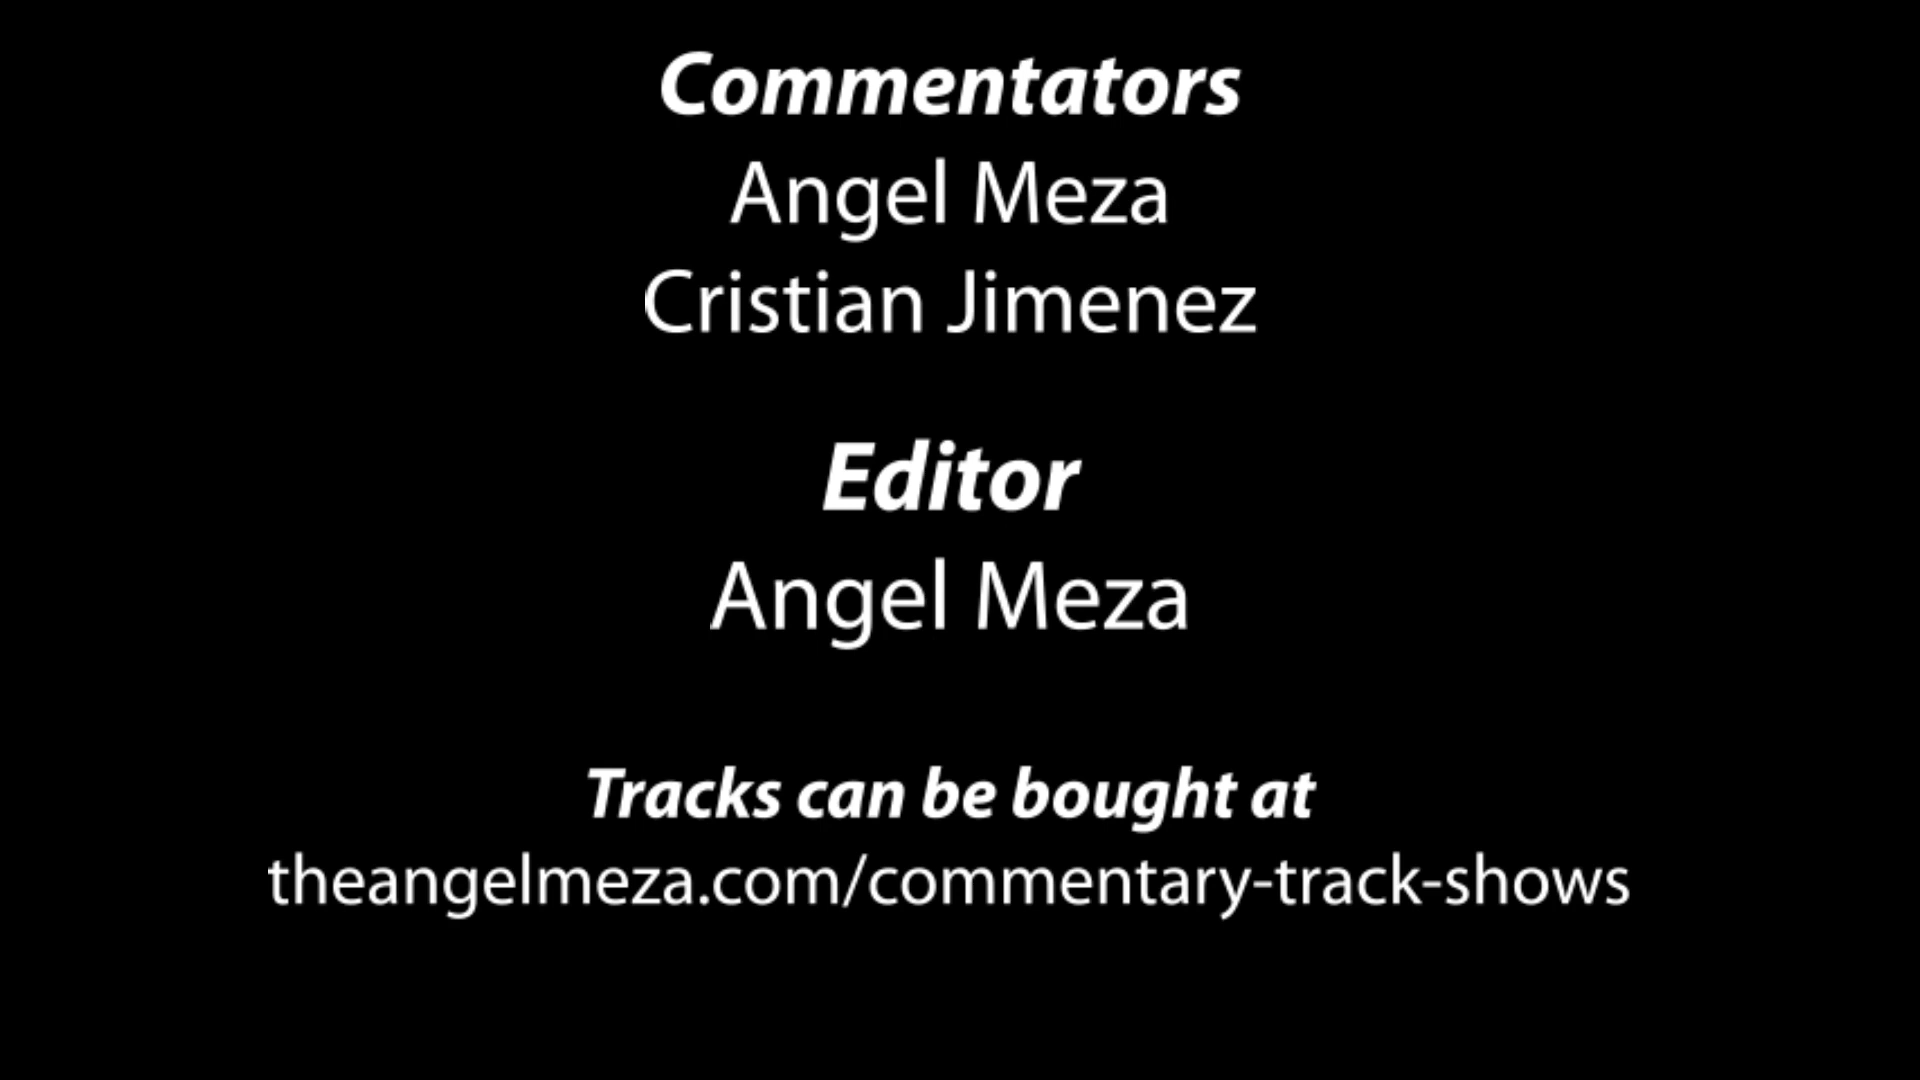 Commentators
Angel Meza
Cristian Jimenez
Editor
Angel Meza
Tracks can be bought at
theangelmeza.com/commentary-track-shows